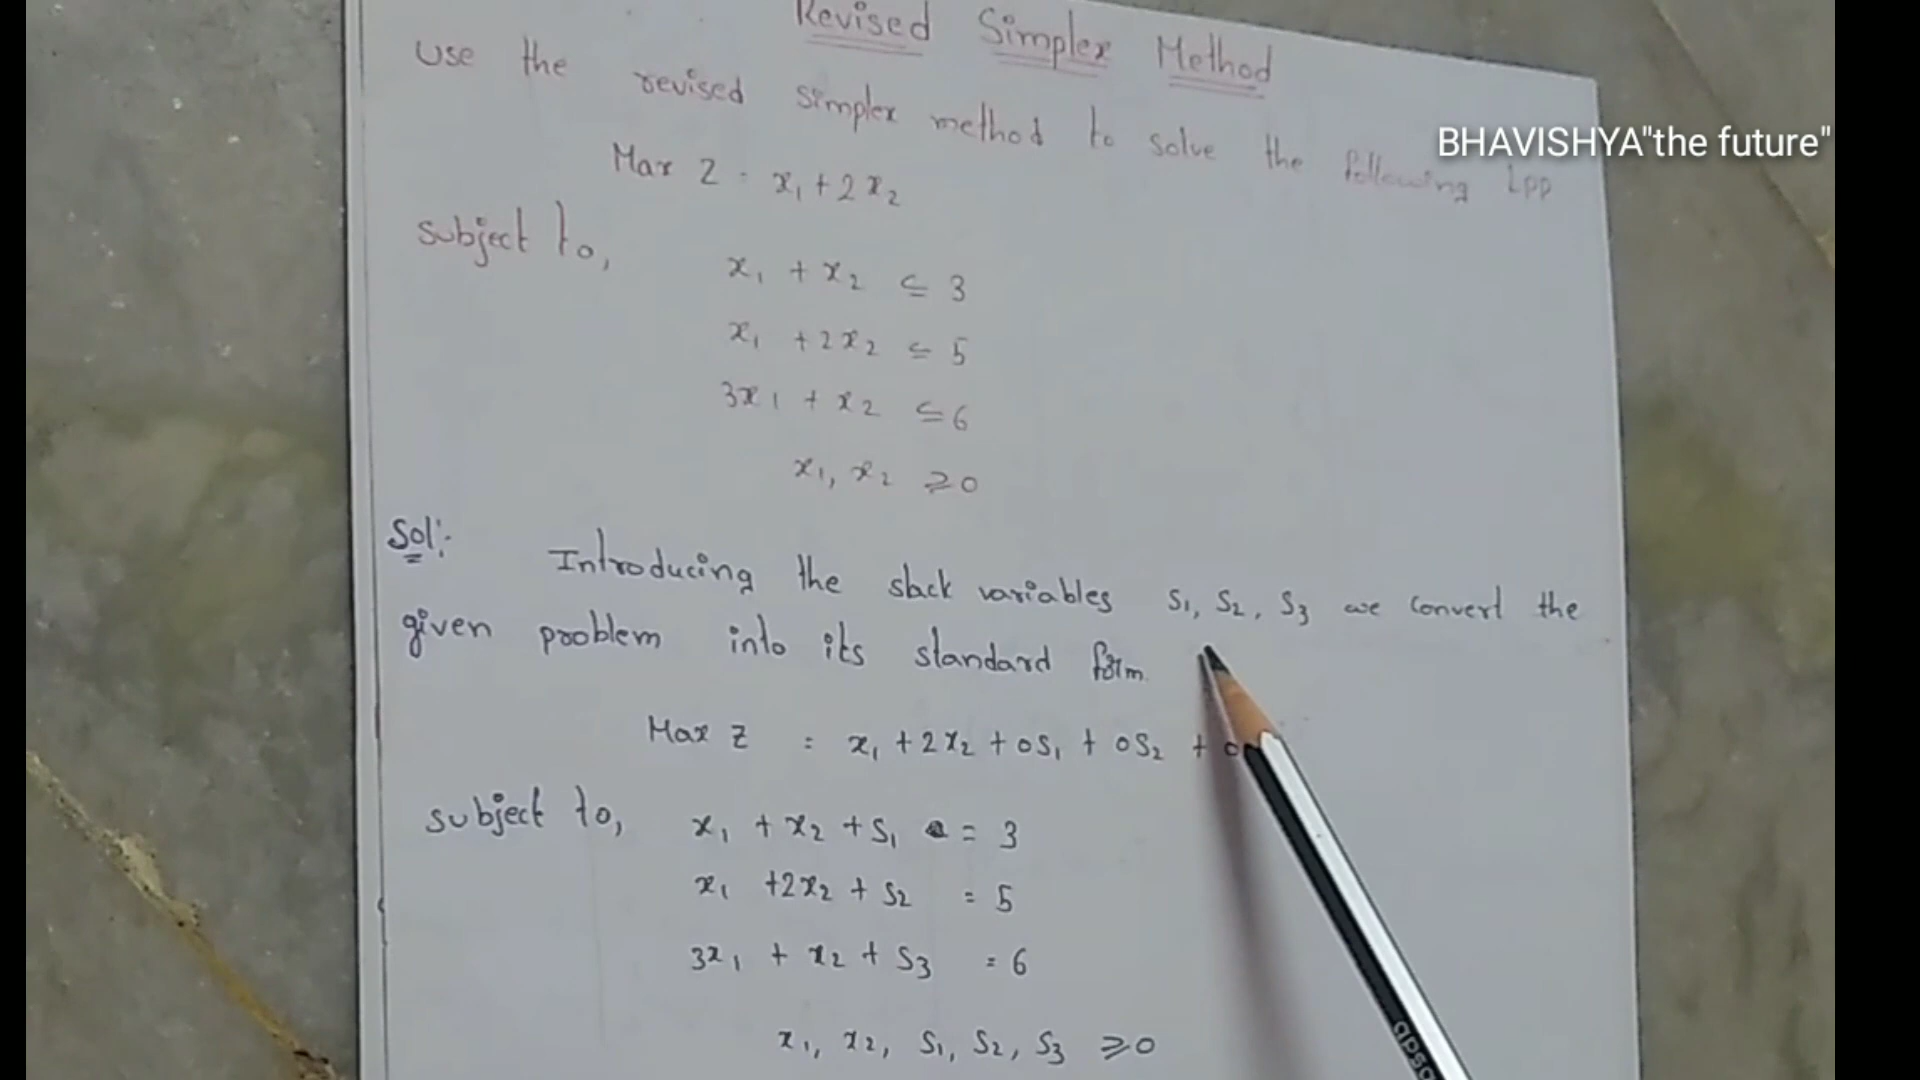 Revised Simplex Method
BHAVISHYA"the future"
use the revised simplex method to solve the following Lpp
Max Z = x₁ + 2x₂
subject to,
x₁ + x₂ ≤ 3
x₁ + 2x₂ ≤ 5
3x₁ + x₂ ≤ 6
x₁, x₂ ≥ 0
Sol:-
Introducing the slack variables s₁, s₂, s₃ we convert the
given problem into its standard form.
Max Z = x₁ + 2x₂ + 0s₁ + 0s₂ + 0
subject to, x₁ + x₂ + s₁ = 3
x₁ + 2x₂ + s₂ = 5
3x₁ + x₂ + s₃ = 6
x₁, x₂, s₁, s₂, s₃ ≥ 0
apsa